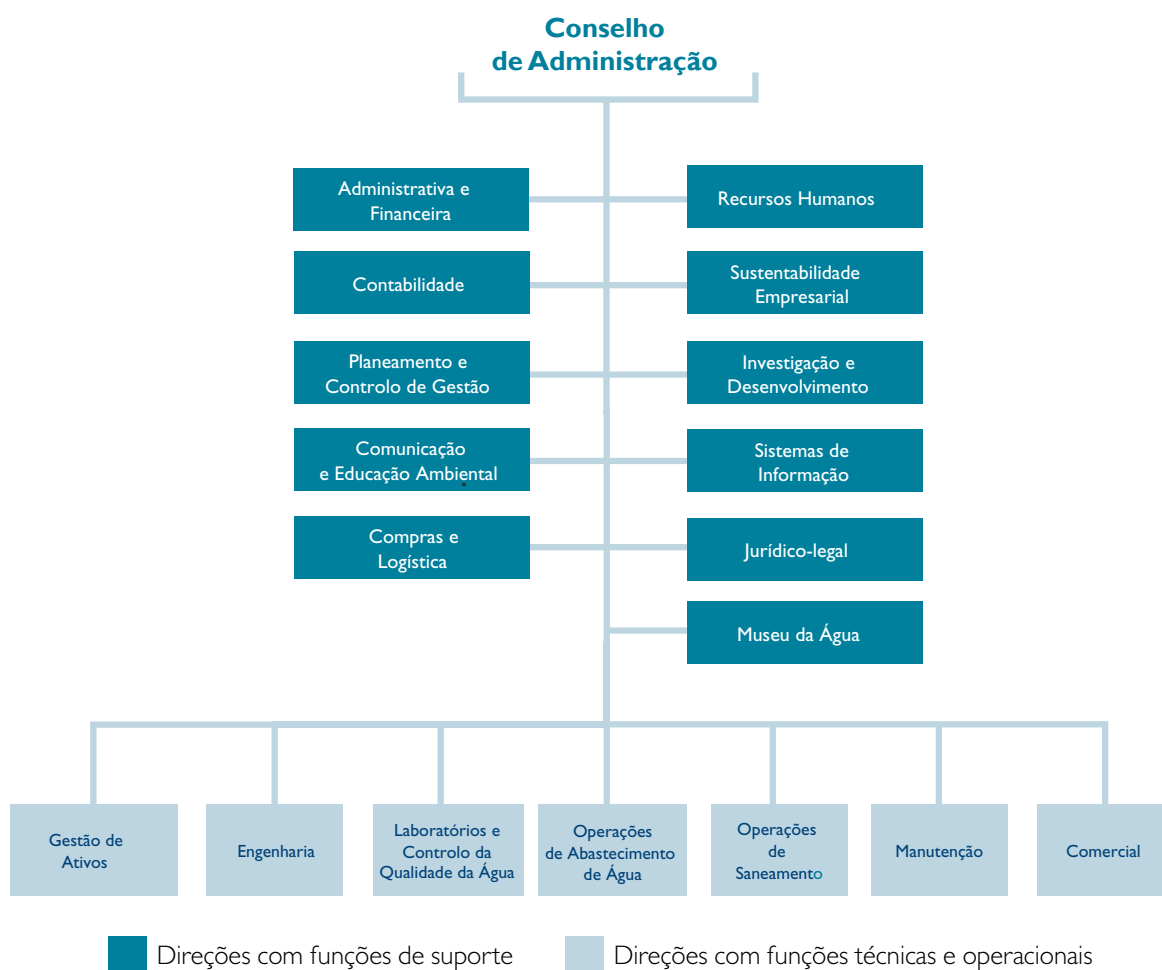 Conselho
de Administração
Administrativa e
Financeira
Recursos Humanos
Contabilidade
Sustentabilidade
Empresarial
Planeamento e
Controlo de Gestão
Investigação e
Desenvolvimento
Comunicação
e Educação Ambiental
Sistemas de
Informação
Compras e
Logística
Jurídico-legal
Museu da Água
Gestão de
Ativos
Engenharia
Laboratórios e
Controlo da
Qualidade da Água
Operações
de Abastecimento
de Água
Operações
de
Saneamento
Manutenção
Comercial
Direções com funções de suporte
Direções com funções técnicas e operacionais